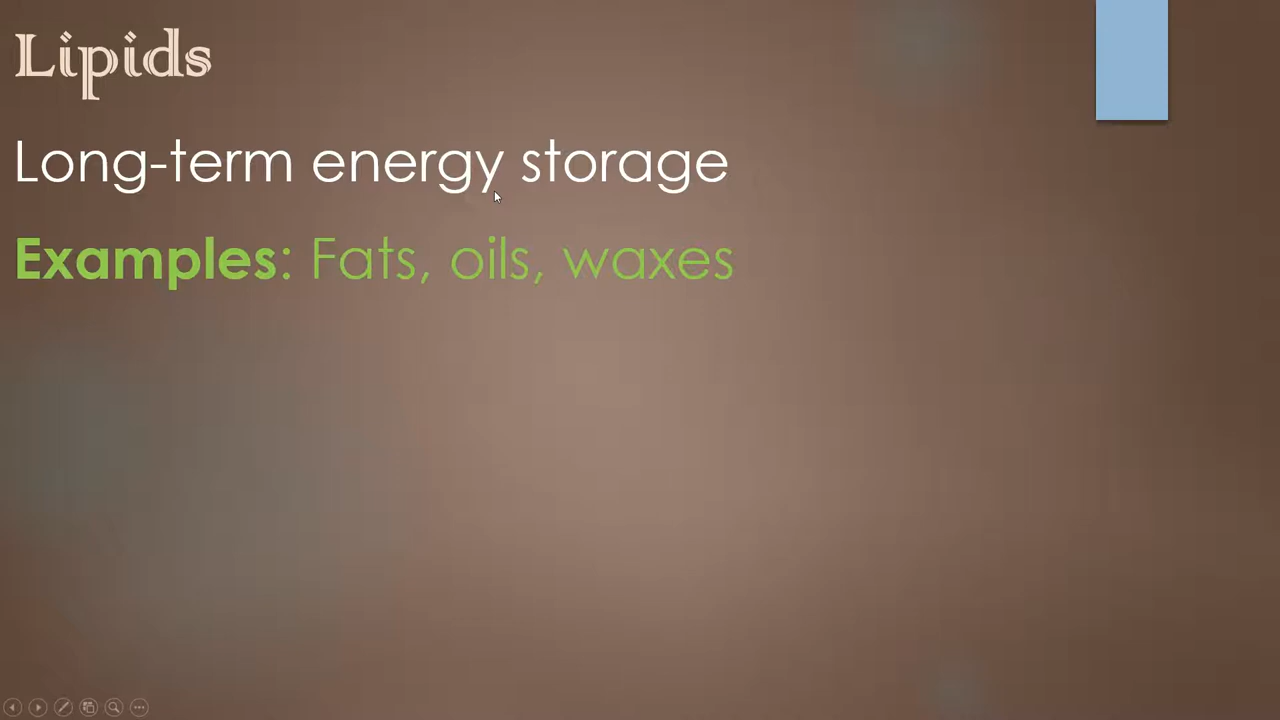 Lipids
Long-term energy storage
Examples: Fats, oils, waxes